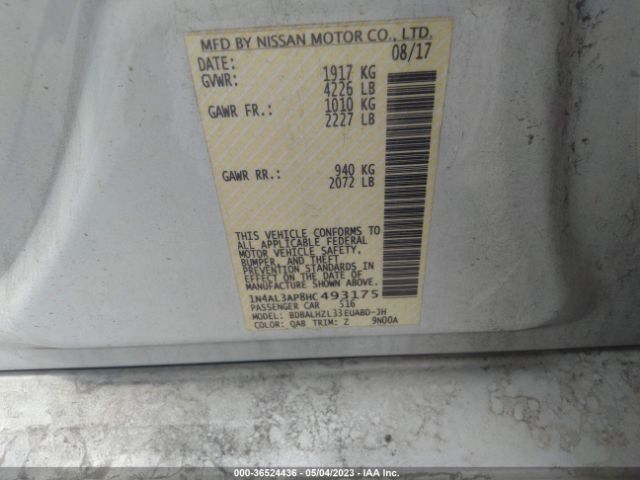 MFD BY NISSAN MOTOR CO., LTD.
DATE: 08/17
GVWR: 1917 KG
4226 LB
GAWR FR.: 1010 KG
2227 LB
GAWR RR.: 940 KG
2072 LB
THIS VEHICLE CONFORMS TO
ALL APPLICABLE FEDERAL
MOTOR VEHICLE SAFETY,
BUMPER, AND THEFT
PREVENTION STANDARDS IN
EFFECT ON THE DATE OF
MANUFACTURE SHOWN ABOVE.
1N4AL3AP8HC493175
PASSENGER CAR S16
MODEL: BDBALHZL33EUABD-JH
COLOR: QAB TRIM: Z 9N00A
000-36524436 - 05/04/2023 - IAA Inc.